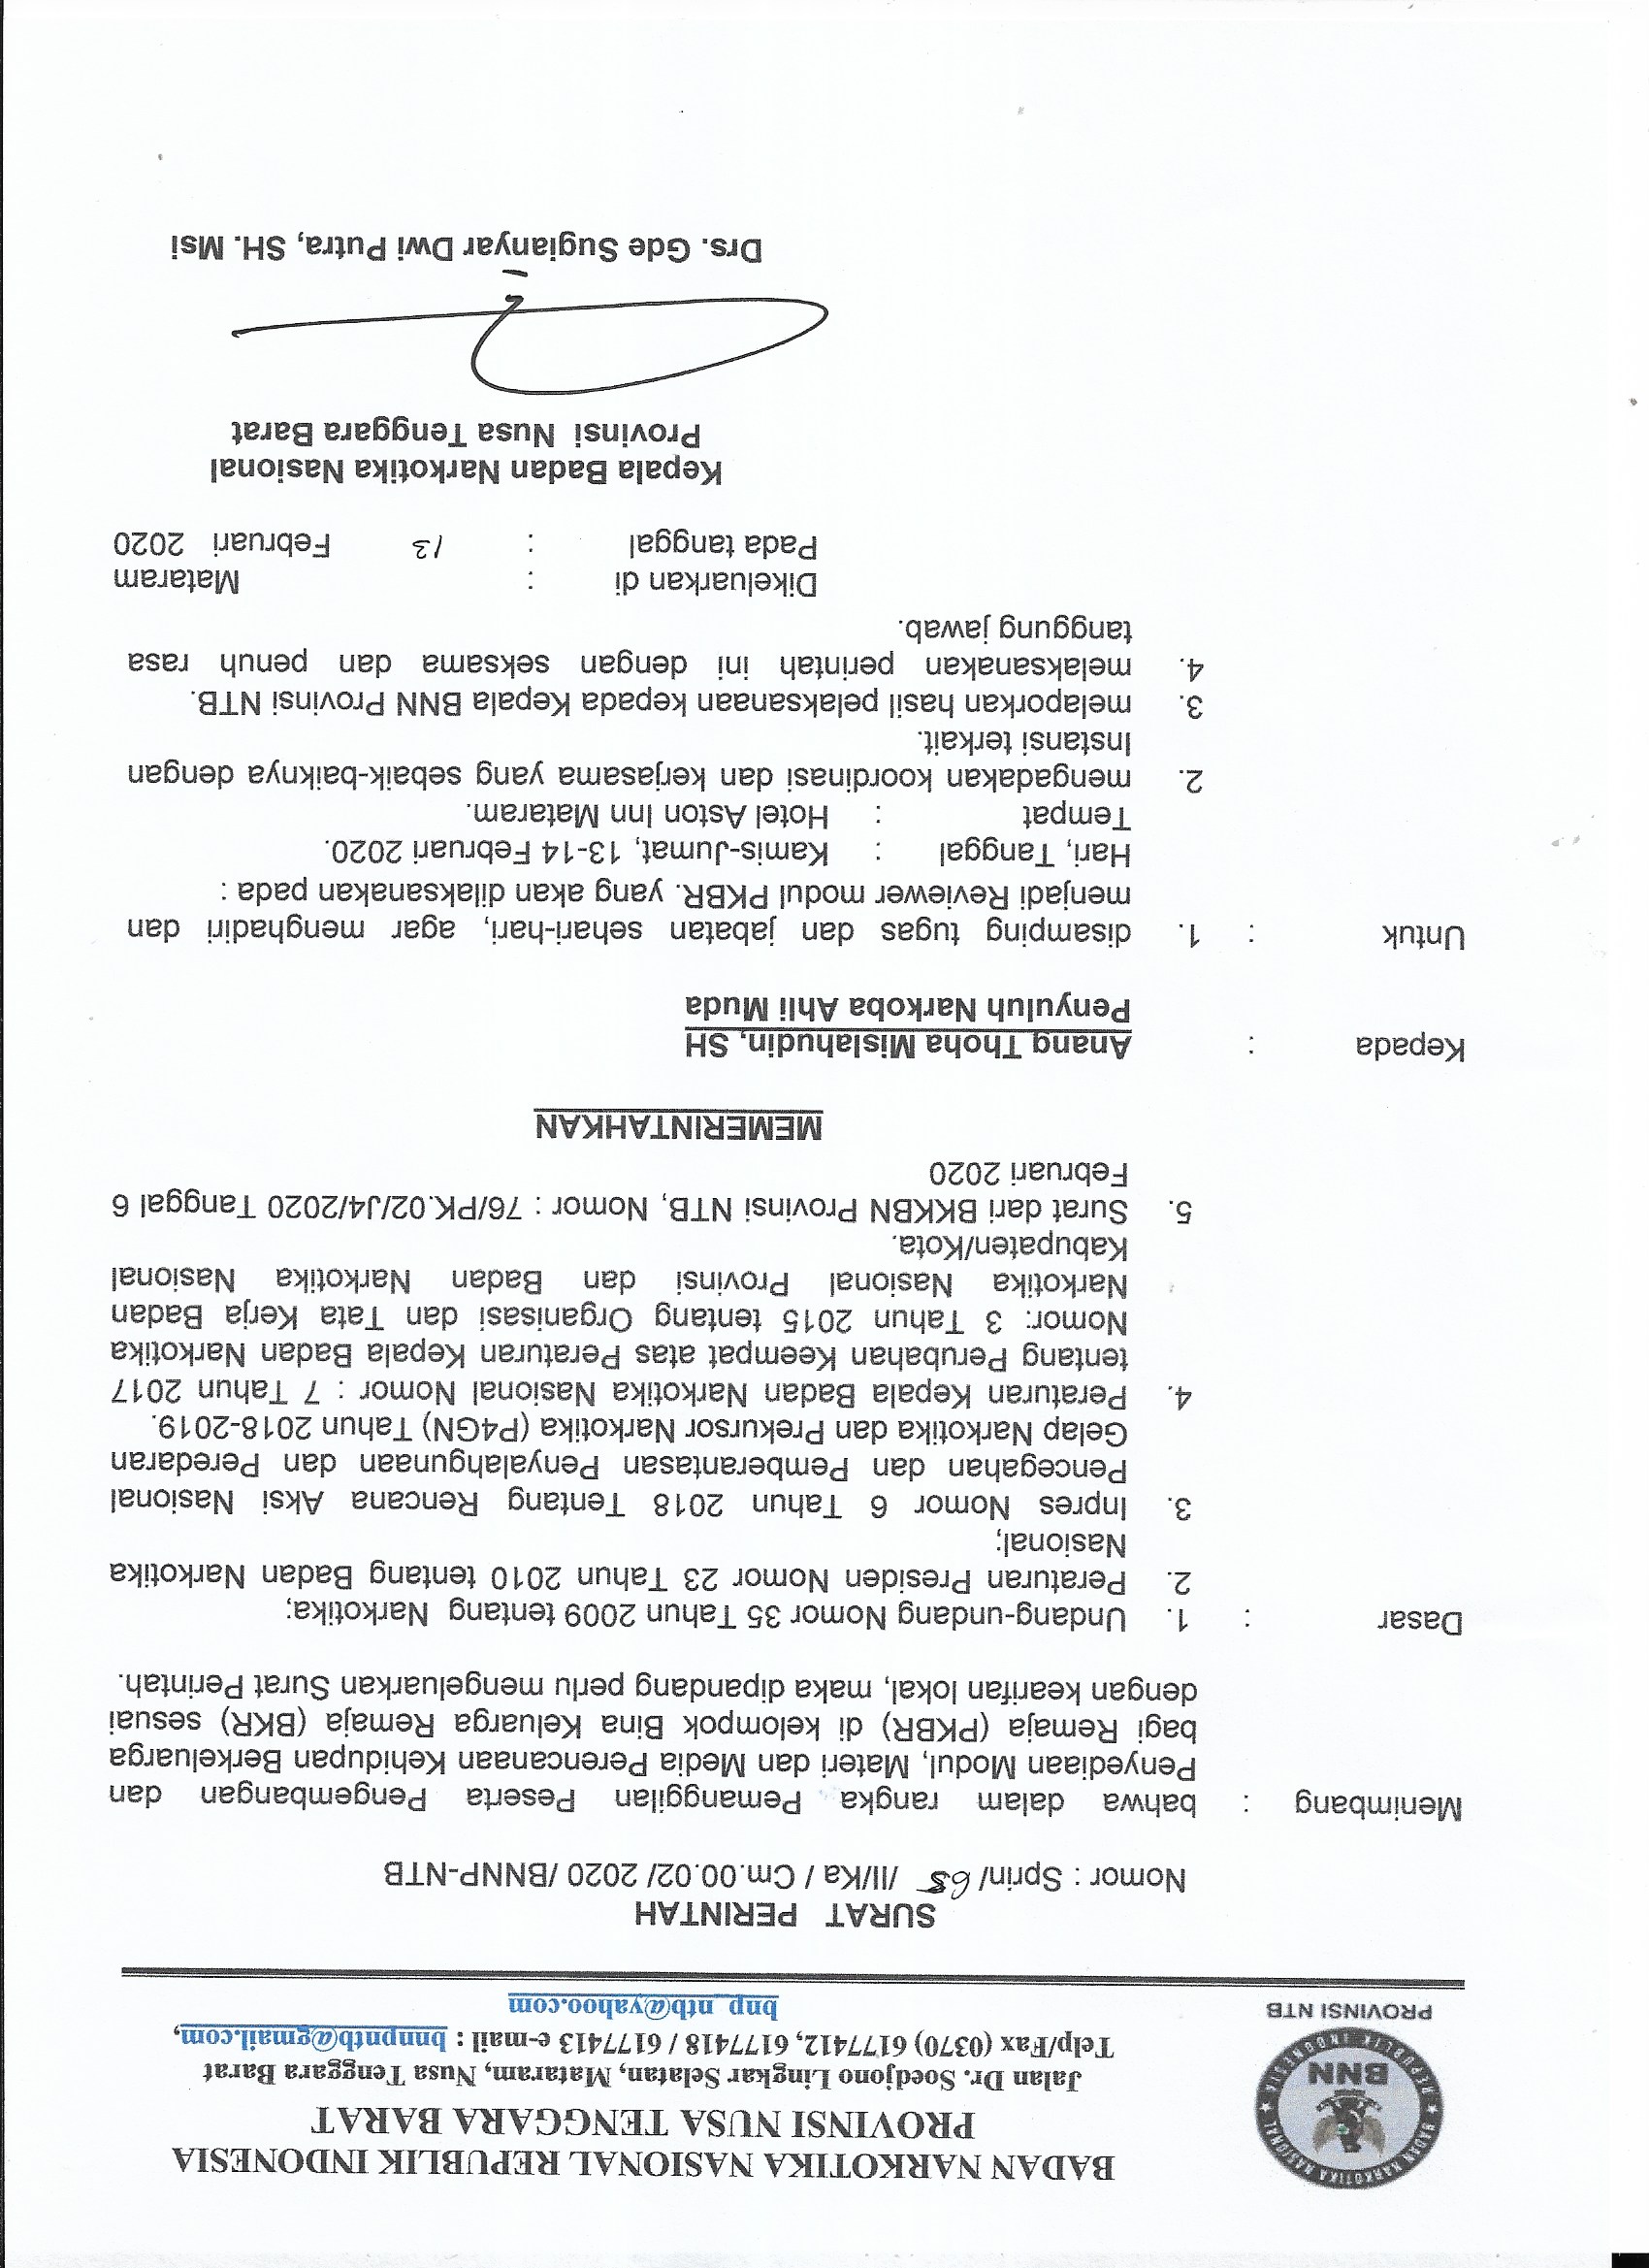 BADAN NARKOTIKA NASIONAL REPUBLIK INDONESIA
PROVINSI NUSA TENGGARA BARAT
Jalan Dr. Soedjono Lingkar Selatan, Mataram, Nusa Tenggara Barat
Telp/Fax (0370) 6177412, 6177418 / 6177413 e-mail : bnnpntb@gmail.com,
bnp_ntb@yahoo.com
BADAN NARKOTIKA NASIONAL
BNN
REPUBLIK INDONESIA
PROVINSI NTB
SURAT PERINTAH
Nomor : Sprin/ 65 /II/Ka / Cm.00.02/ 2020 /BNNP-NTB
Menimbang : bahwa dalam rangka Pemanggilan Peserta Pengembangan dan
Penyediaan Modul, Materi dan Media Perencanaan Kehidupan Berkeluarga
bagi Remaja (PKBR) di kelompok Bina Keluarga Remaja (BKR) sesuai
dengan kearifan lokal, maka dipandang perlu mengeluarkan Surat Perintah.
Dasar : 1. Undang-undang Nomor 35 Tahun 2009 tentang Narkotika;
2. Peraturan Presiden Nomor 23 Tahun 2010 tentang Badan Narkotika
Nasional;
3. Inpres Nomor 6 Tahun 2018 Tentang Rencana Aksi Nasional
Pencegahan dan Pemberantasan Penyalahgunaan dan Peredaran
Gelap Narkotika dan Prekursor Narkotika (P4GN) Tahun 2018-2019.
4. Peraturan Kepala Badan Narkotika Nasional Nomor : 7 Tahun 2017
tentang Perubahan Keempat atas Peraturan Kepala Badan Narkotika
Nomor: 3 Tahun 2015 tentang Organisasi dan Tata Kerja Badan
Narkotika Nasional Provinsi dan Badan Narkotika Nasional
Kabupaten/Kota.
5. Surat dari BKKBN Provinsi NTB, Nomor : 76/PK.02/J4/2020 Tanggal 6
Februari 2020
MEMERINTAHKAN
Kepada : Anang Thoha Mislahudin, SH
Penyuluh Narkoba Ahli Muda
Untuk : 1. disamping tugas dan jabatan sehari-hari, agar menghadiri dan
menjadi Reviewer modul PKBR. yang akan dilaksanakan pada :
Hari, Tanggal : Kamis-Jumat, 13-14 Februari 2020.
Tempat : Hotel Aston Inn Mataram.
2. mengadakan koordinasi dan kerjasama yang sebaik-baiknya dengan
Instansi terkait.
3. melaporkan hasil pelaksanaan kepada Kepala BNN Provinsi NTB.
4. melaksanakan perintah ini dengan seksama dan penuh rasa
tanggung jawab.
Dikeluarkan di : Mataram
Pada tanggal : 13 Februari 2020
Kepala Badan Narkotika Nasional
Provinsi Nusa Tenggara Barat
Drs. Gde Sugianyar Dwi Putra, SH. Msi